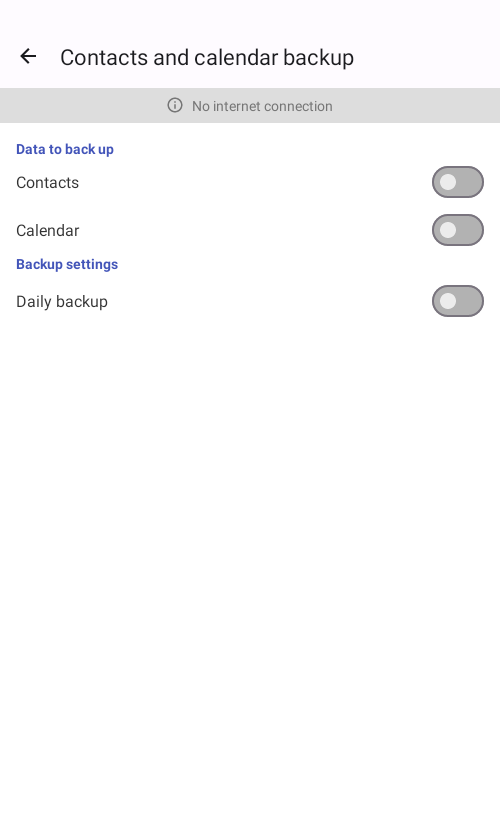 Contacts and calendar backup
No internet connection
Data to back up
Contacts
Calendar
Backup settings
Daily backup